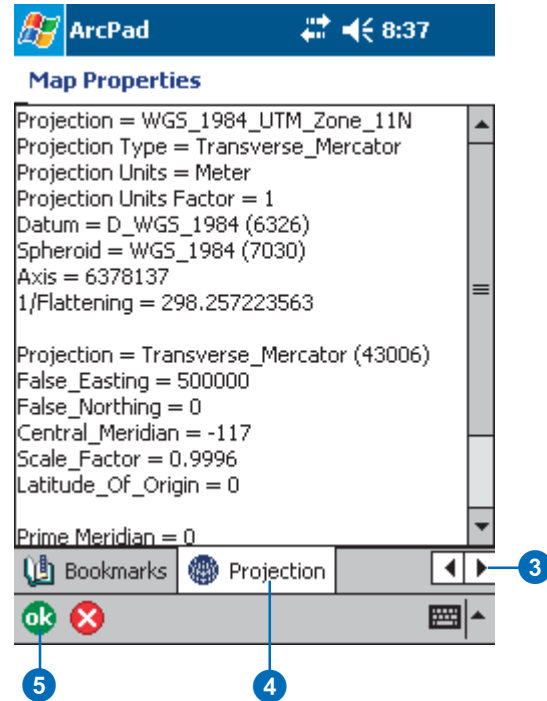 ArcPad 8:37
Map Properties
Projection = WGS_1984_UTM_Zone_11N
Projection Type = Transverse_Mercator
Projection Units = Meter
Projection Units Factor = 1
Datum = D_WGS_1984 (6326)
Spheroid = WGS_1984 (7030)
Axis = 6378137
1/Flattening = 298.257223563
Projection = Transverse_Mercator (43006)
False_Easting = 500000
False_Northing = 0
Central_Meridian = -117
Scale_Factor = 0.9996
Latitude_Of_Origin = 0
Prime Meridian = 0
Bookmarks Projection 3
ok
5 4